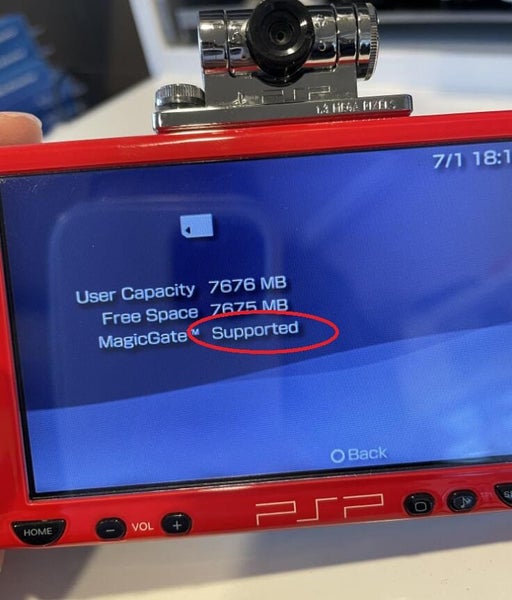 1.3 MEGA PIXELS
7/1 18:1
User Capacity 7676 MB
Free Space 7675 MB
MagicGate™ Supported
Back
HOME
VOL
PSP